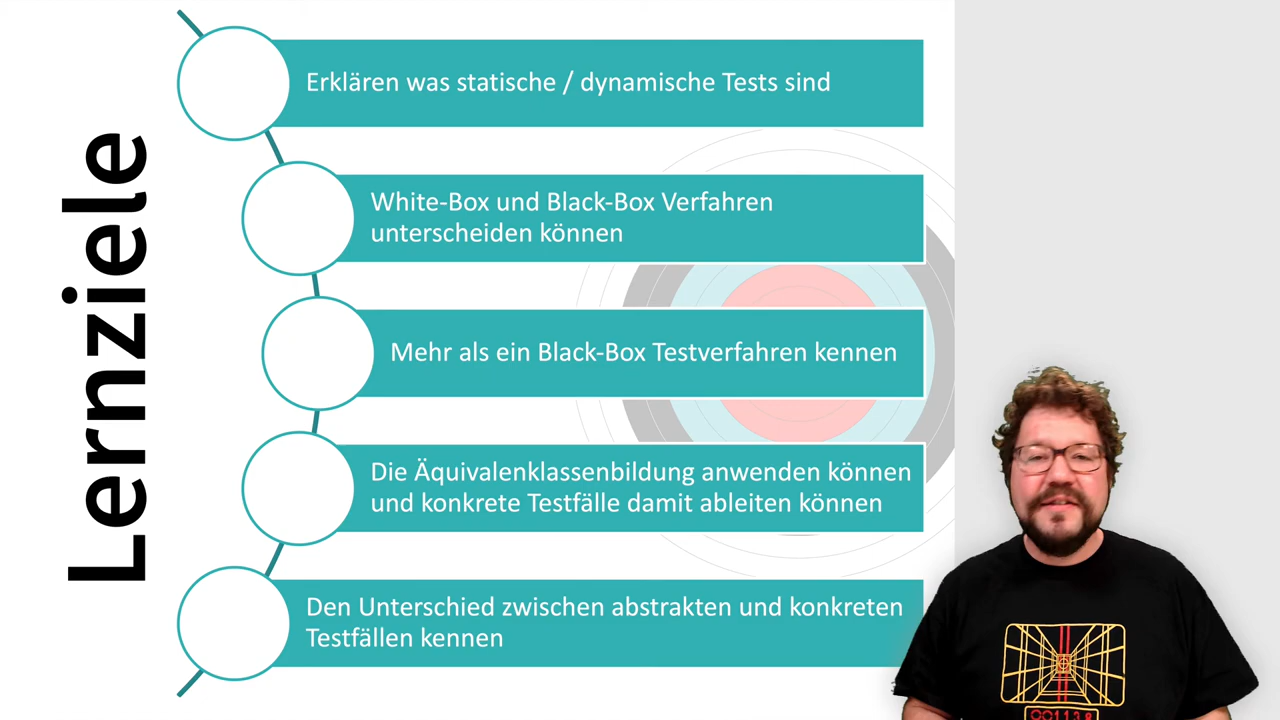 Lernziele
Erklären was statische / dynamische Tests sind
White-Box und Black-Box Verfahren
unterscheiden können
Mehr als ein Black-Box Testverfahren kennen
Die Äquivalenklassenbildung anwenden können
und konkrete Testfälle damit ableiten können
Den Unterschied zwischen abstrakten und konkreten
Testfällen kennen